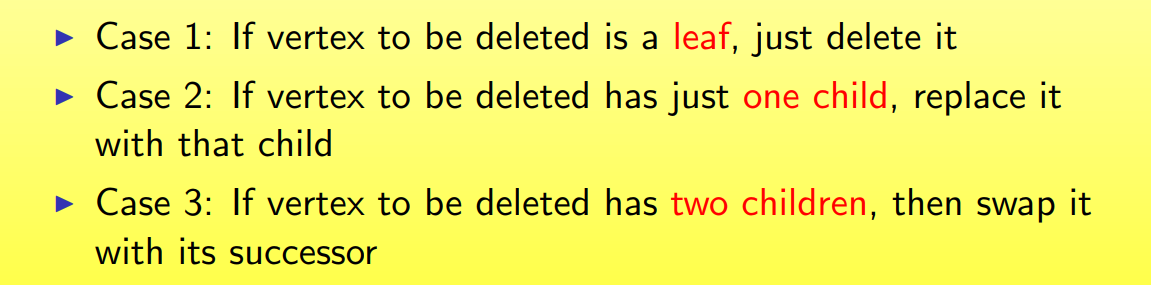 ▶ Case 1: If vertex to be deleted is a leaf, just delete it
▶ Case 2: If vertex to be deleted has just one child, replace it
with that child
▶ Case 3: If vertex to be deleted has two children, then swap it
with its successor